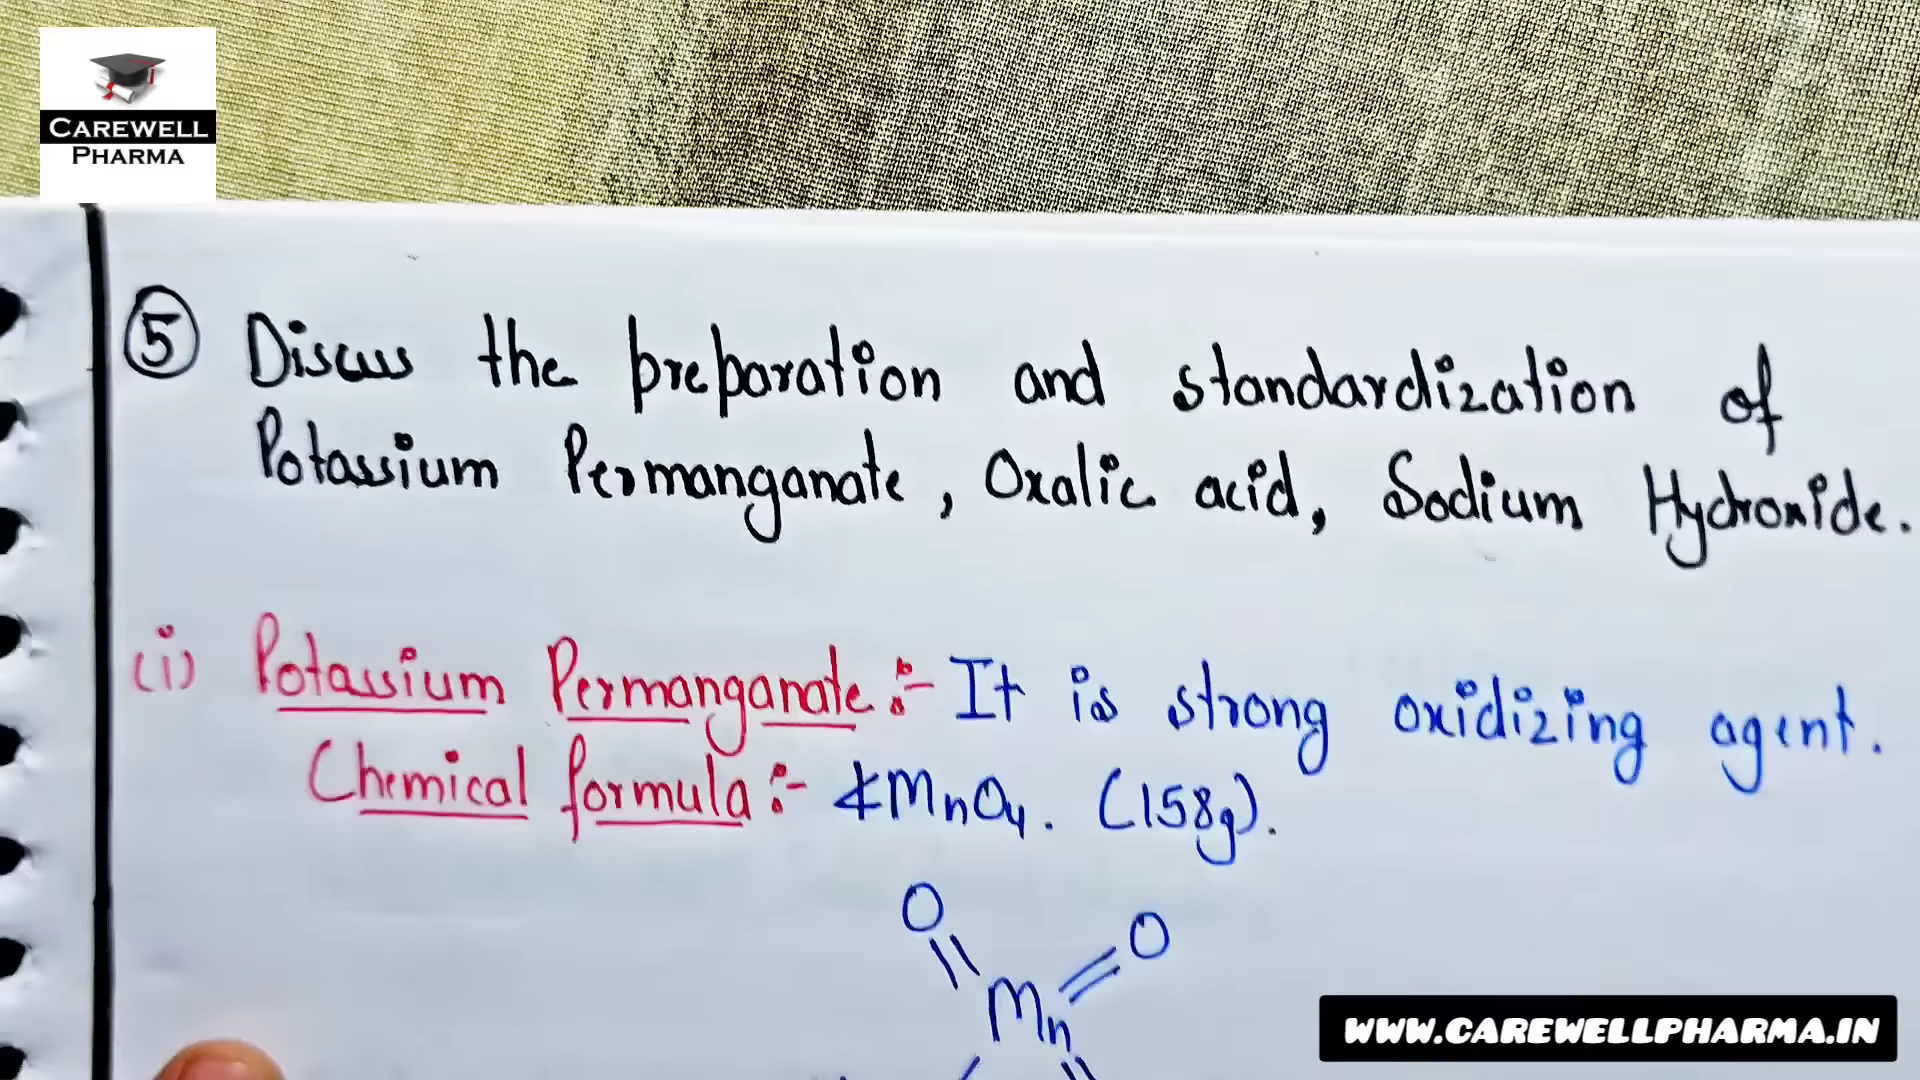 CAREWELL
PHARMA
5 Discuss the preparation and standardization of
Potassium Permanganate, Oxalic acid, Sodium Hydroxide.
(i) Potassium Permanganate :- It is strong oxidizing agent.
Chemical formula :- KMnO4. (158g).
O
O
Mn
WWW.CAREWELLPHARMA.IN